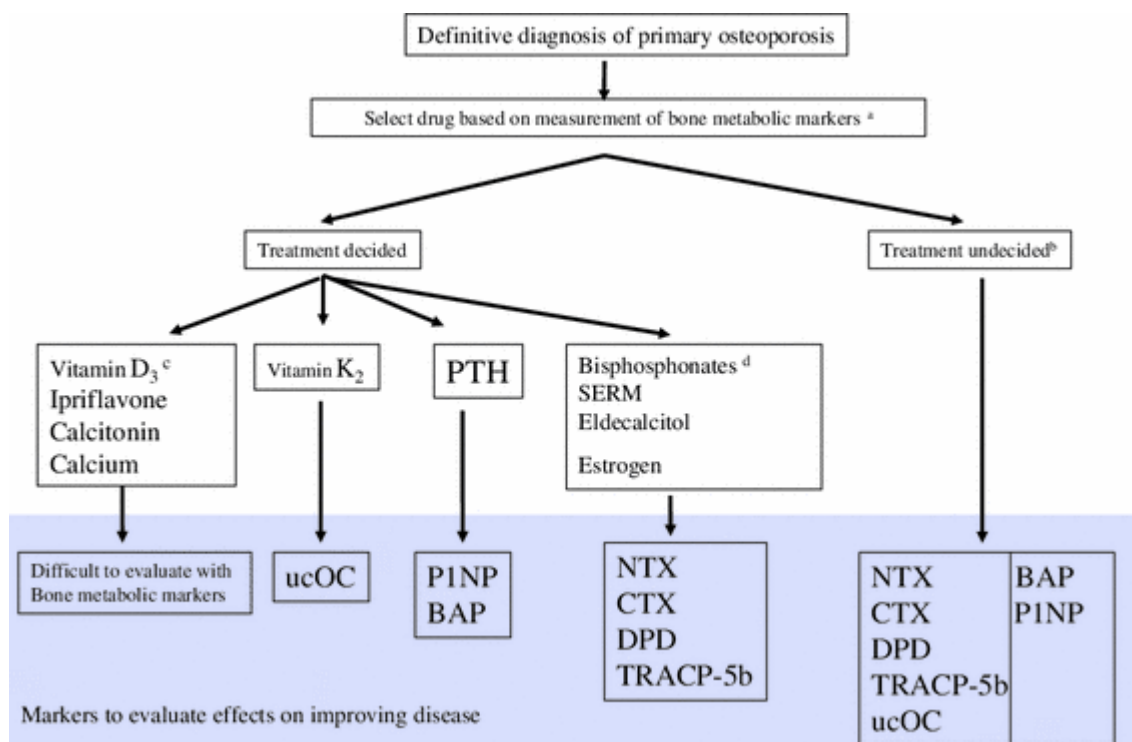 Definitive diagnosis of primary osteoporosis
Select drug based on measurement of bone metabolic markers ᵃ
Treatment decided
Treatment undecidedᵇ
Vitamin D₃ ᶜ
Ipriflavone
Calcitonin
Calcium
Vitamin K₂
PTH
Bisphosphonates ᵈ
SERM
Eldecalcitol
Estrogen
Difficult to evaluate with
Bone metabolic markers
ucOC
P1NP
BAP
NTX
CTX
DPD
TRACP-5b
NTX
CTX
DPD
TRACP-5b
ucOC
BAP
P1NP
Markers to evaluate effects on improving disease